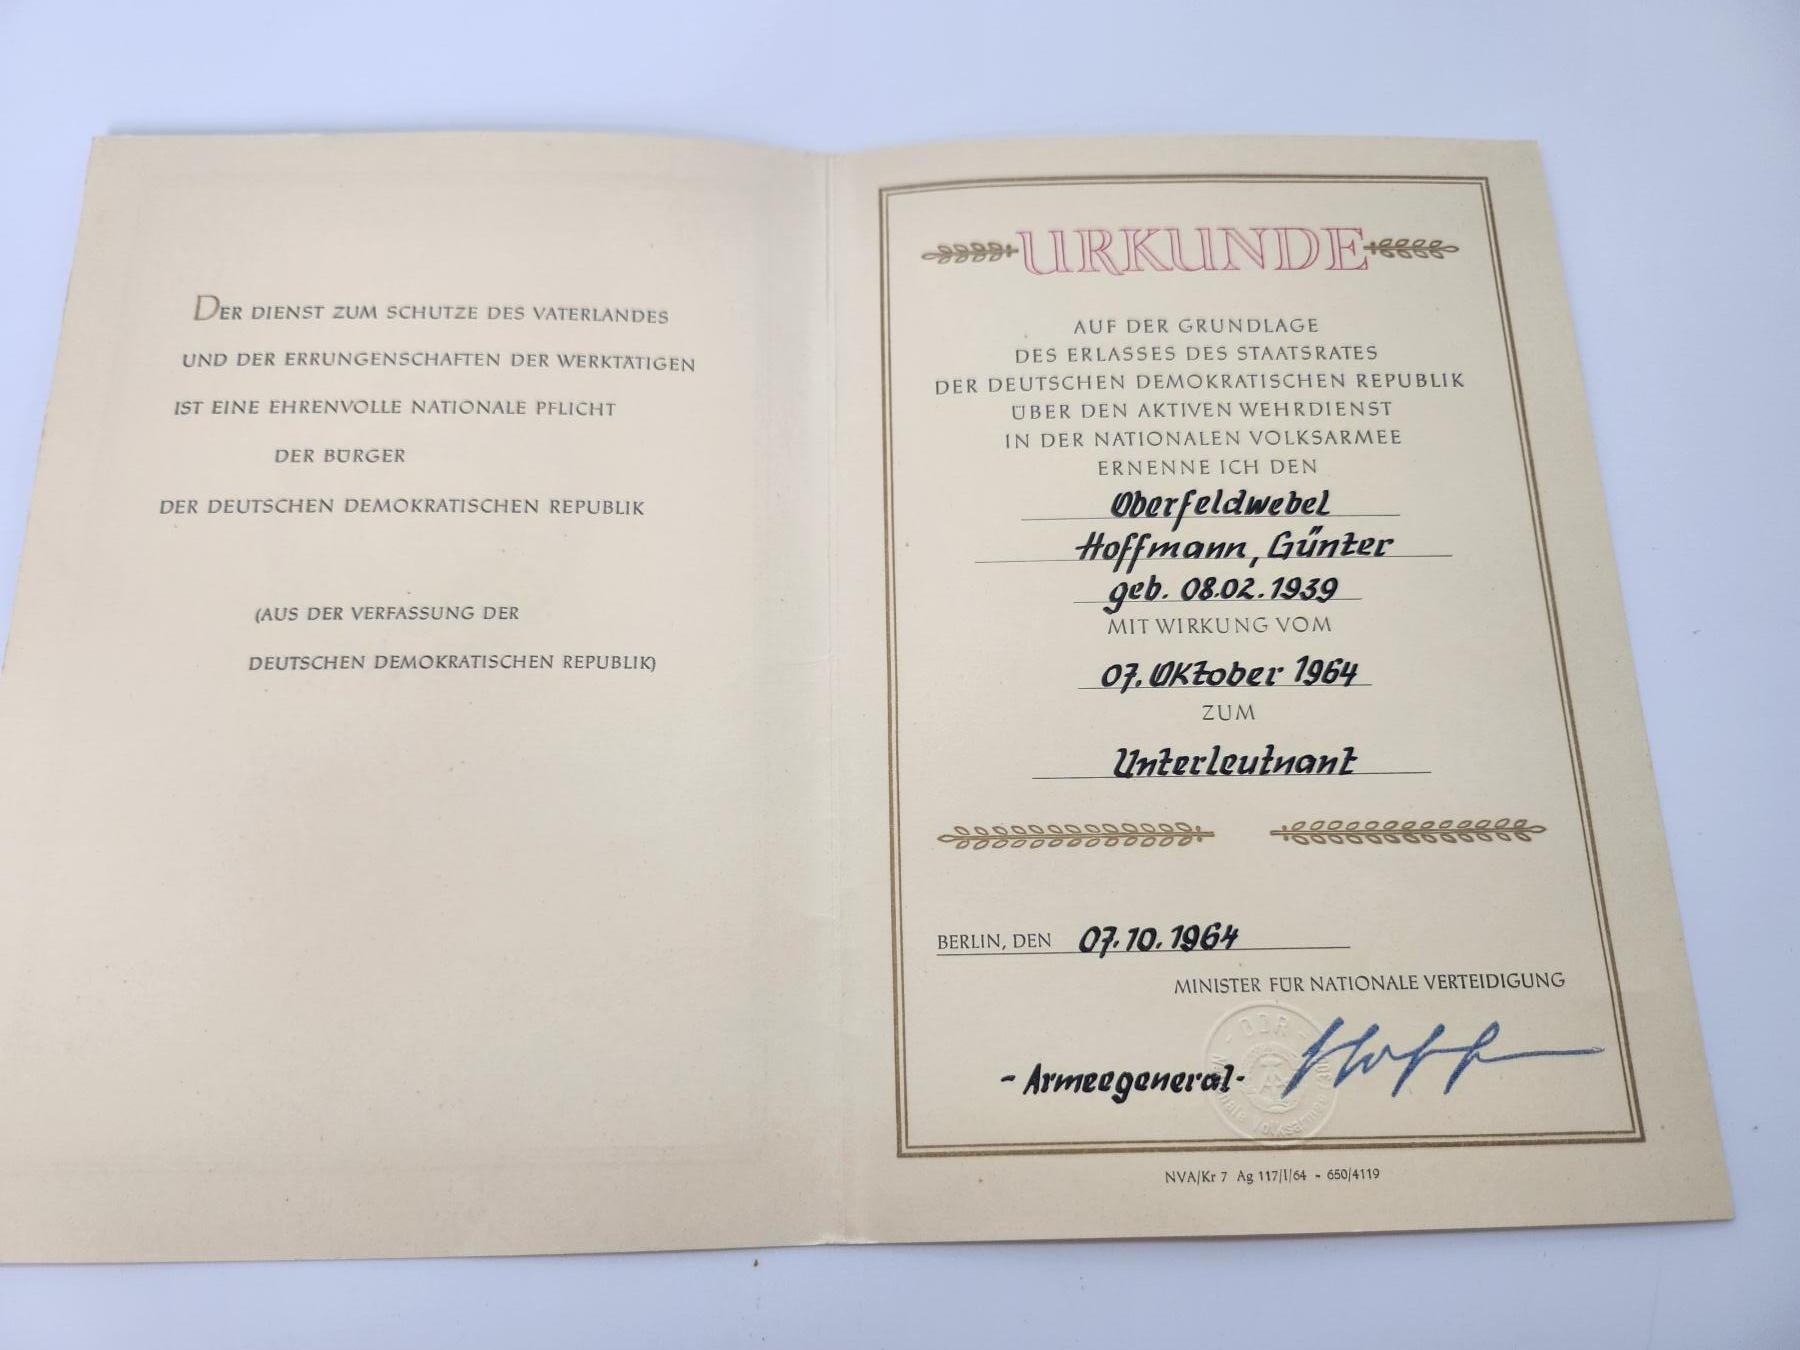 DER DIENST ZUM SCHUTZE DES VATERLANDES
UND DER ERRUNGENSCHAFTEN DER WERKTÄTIGEN
IST EINE EHRENVOLLE NATIONALE PFLICHT
DER BÜRGER
DER DEUTSCHEN DEMOKRATISCHEN REPUBLIK
(AUS DER VERFASSUNG DER
DEUTSCHEN DEMOKRATISCHEN REPUBLIK)
URKUNDE
AUF DER GRUNDLAGE
DES ERLASSES DES STAATSRATES
DER DEUTSCHEN DEMOKRATISCHEN REPUBLIK
ÜBER DEN AKTIVEN WEHRDIENST
IN DER NATIONALEN VOLKSARMEE
ERNENNE ICH DEN
Oberfeldwebel
Hoffmann, Günter
geb. 08.02.1939
MIT WIRKUNG VOM
07. Oktober 1964
ZUM
Unterleutnant
BERLIN, DEN 07.10.1964
MINISTER FÜR NATIONALE VERTEIDIGUNG
- Armeegeneral -
DDR
Volksarmee
NVA/Kr 7 Ag 117/I/64 - 650/4119